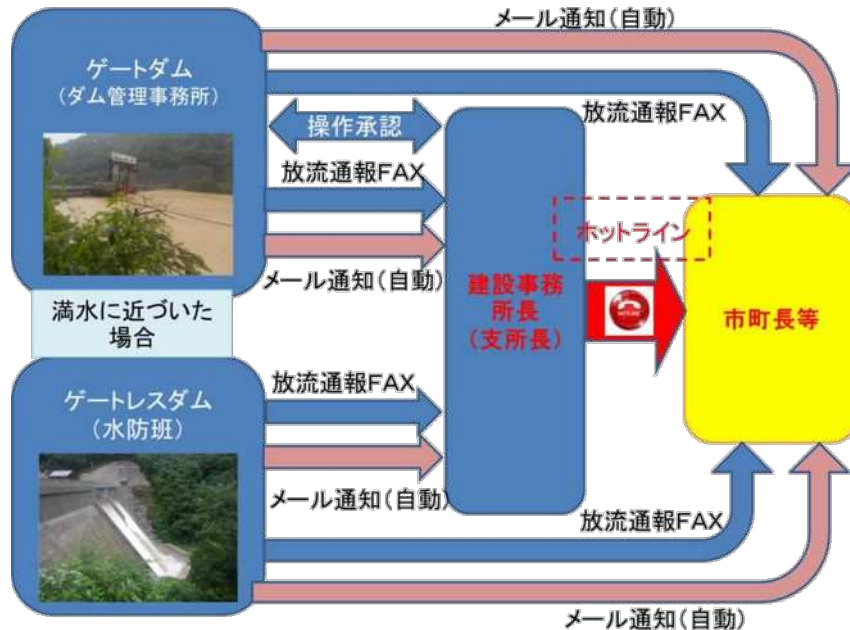 メール通知(自動)
ゲートダム
(ダム管理事務所)
放流通報FAX
操作承認
放流通報FAX
メール通知(自動)
ホットライン
建設事務
所長
(支所長)
市町長等
満水に近づいた
場合
放流通報FAX
ゲートレスダム
(水防班)
メール通知(自動)
放流通報FAX
メール通知(自動)